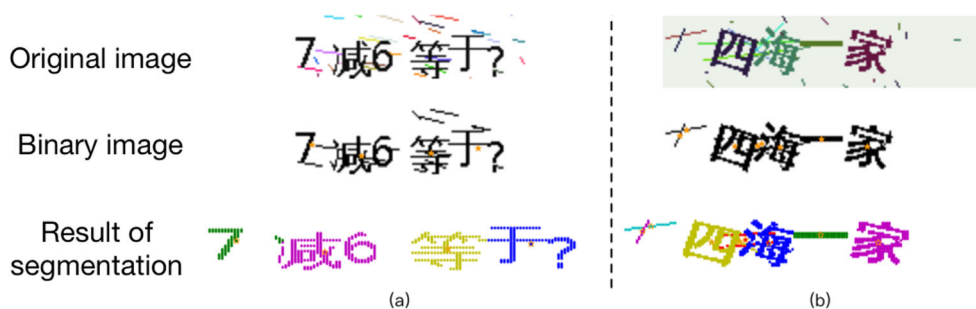 Original image 7 减6 等于? 四海一家
Binary image 7 减6 等于? 四海一家
Result of segmentation 7 减6 等于? 四海一家
(a) (b)